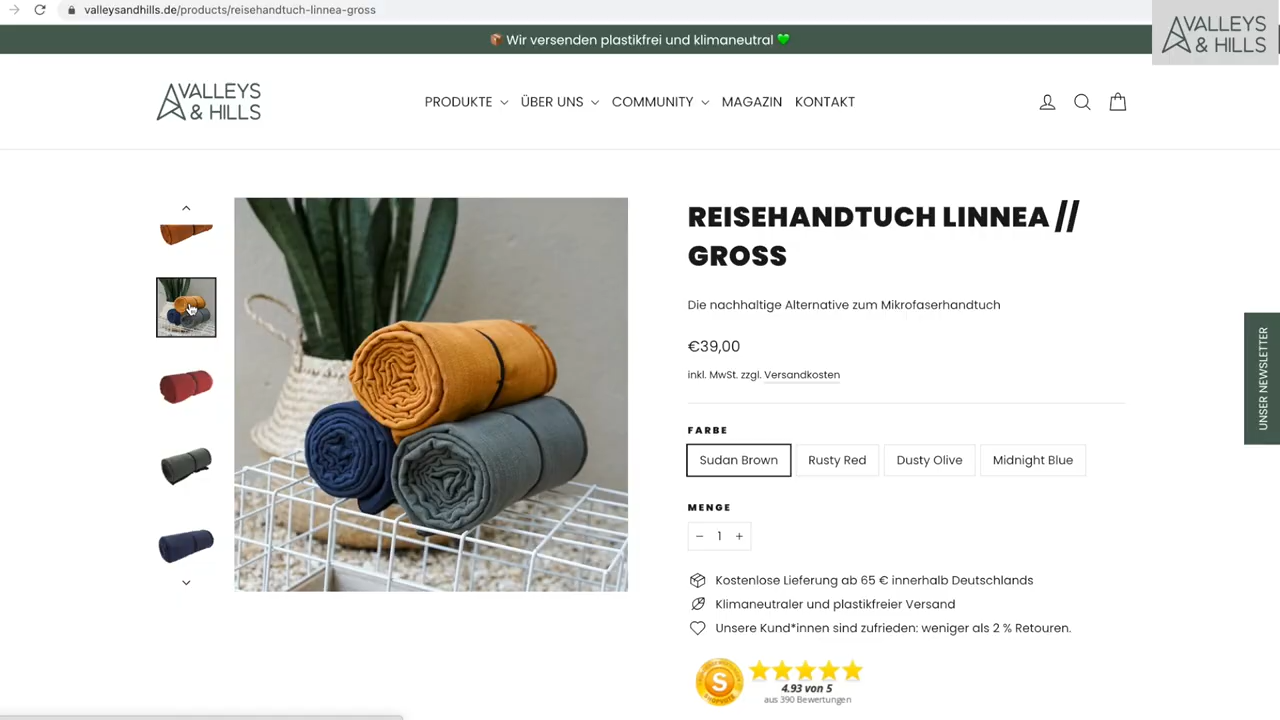 valleysandhills.de/products/reisehandtuch-linnea-gross
📦 Wir versenden plastikfrei und klimaneutral 💚
VALLEYS
& HILLS
VALLEYS
& HILLS
PRODUKTE
ÜBER UNS
COMMUNITY
MAGAZIN
KONTAKT
REISEHANDTUCH LINNEA //
GROSS
Die nachhaltige Alternative zum Mikrofaserhandtuch
€39,00
inkl. MwSt. zzgl. Versandkosten
FARBE
Sudan Brown
Rusty Red
Dusty Olive
Midnight Blue
MENGE
− 1 +
Kostenlose Lieferung ab 65 € innerhalb Deutschlands
Klimaneutraler und plastikfreier Versand
Unsere Kund*innen sind zufrieden: weniger als 2 % Retouren.
S
4.93 von 5
aus 390 Bewertungen
UNSER NEWSLETTER